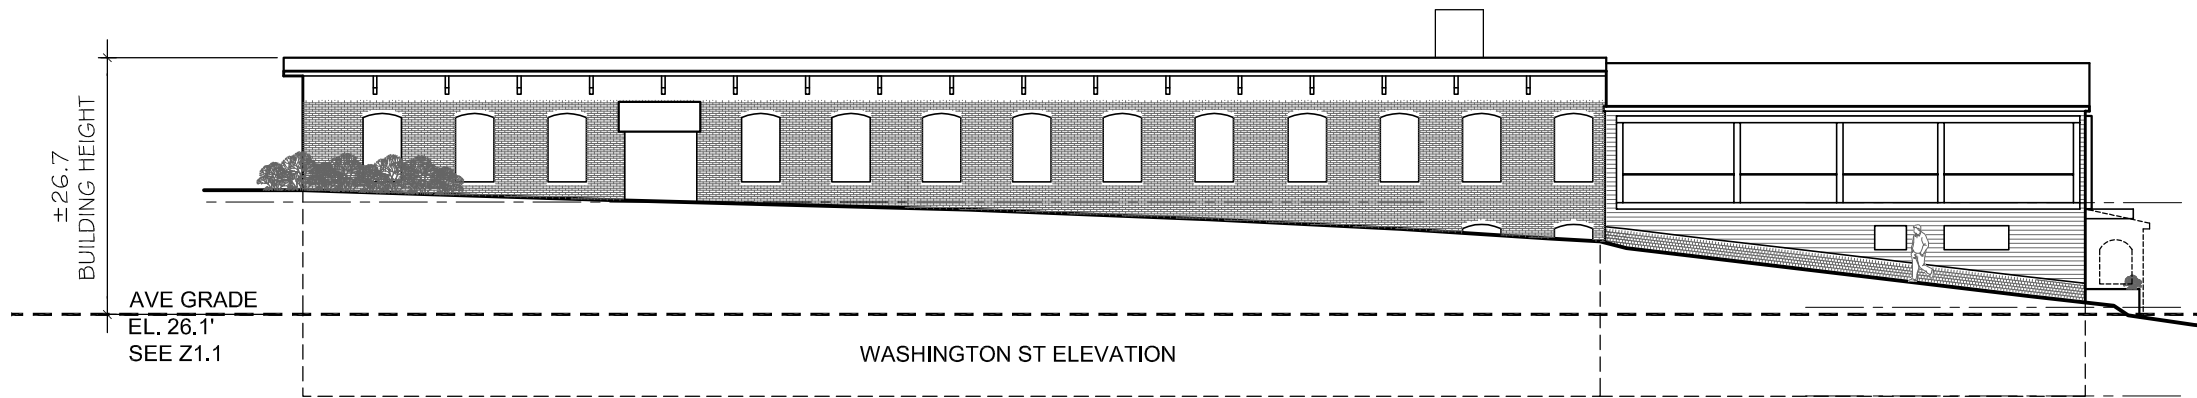 ±26.7
BUILDING HEIGHT
AVE GRADE
EL. 26.1'
SEE Z1.1
WASHINGTON ST ELEVATION